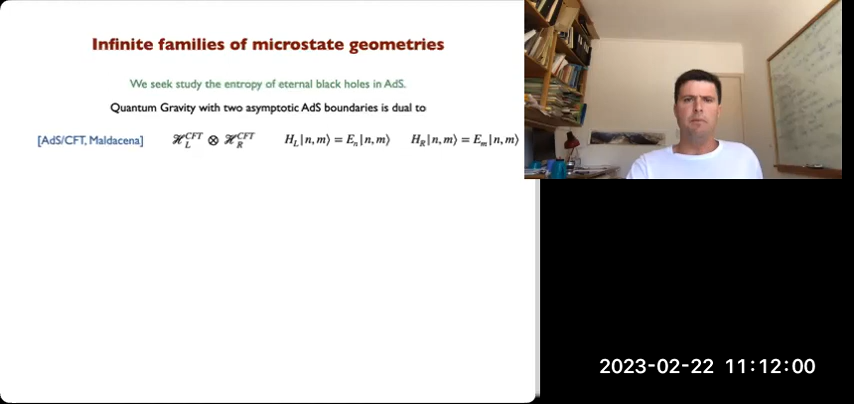 Infinite families of microstate geometries
We seek study the entropy of eternal black holes in AdS.
Quantum Gravity with two asymptotic AdS boundaries is dual to
[AdS/CFT, Maldacena] ℋ_L^{CFT} ⊗ ℋ_R^{CFT} H_L|n, m⟩ = E_n|n, m⟩ H_R|n, m⟩ = E_m|n, m⟩
2023-02-22 11:12:00